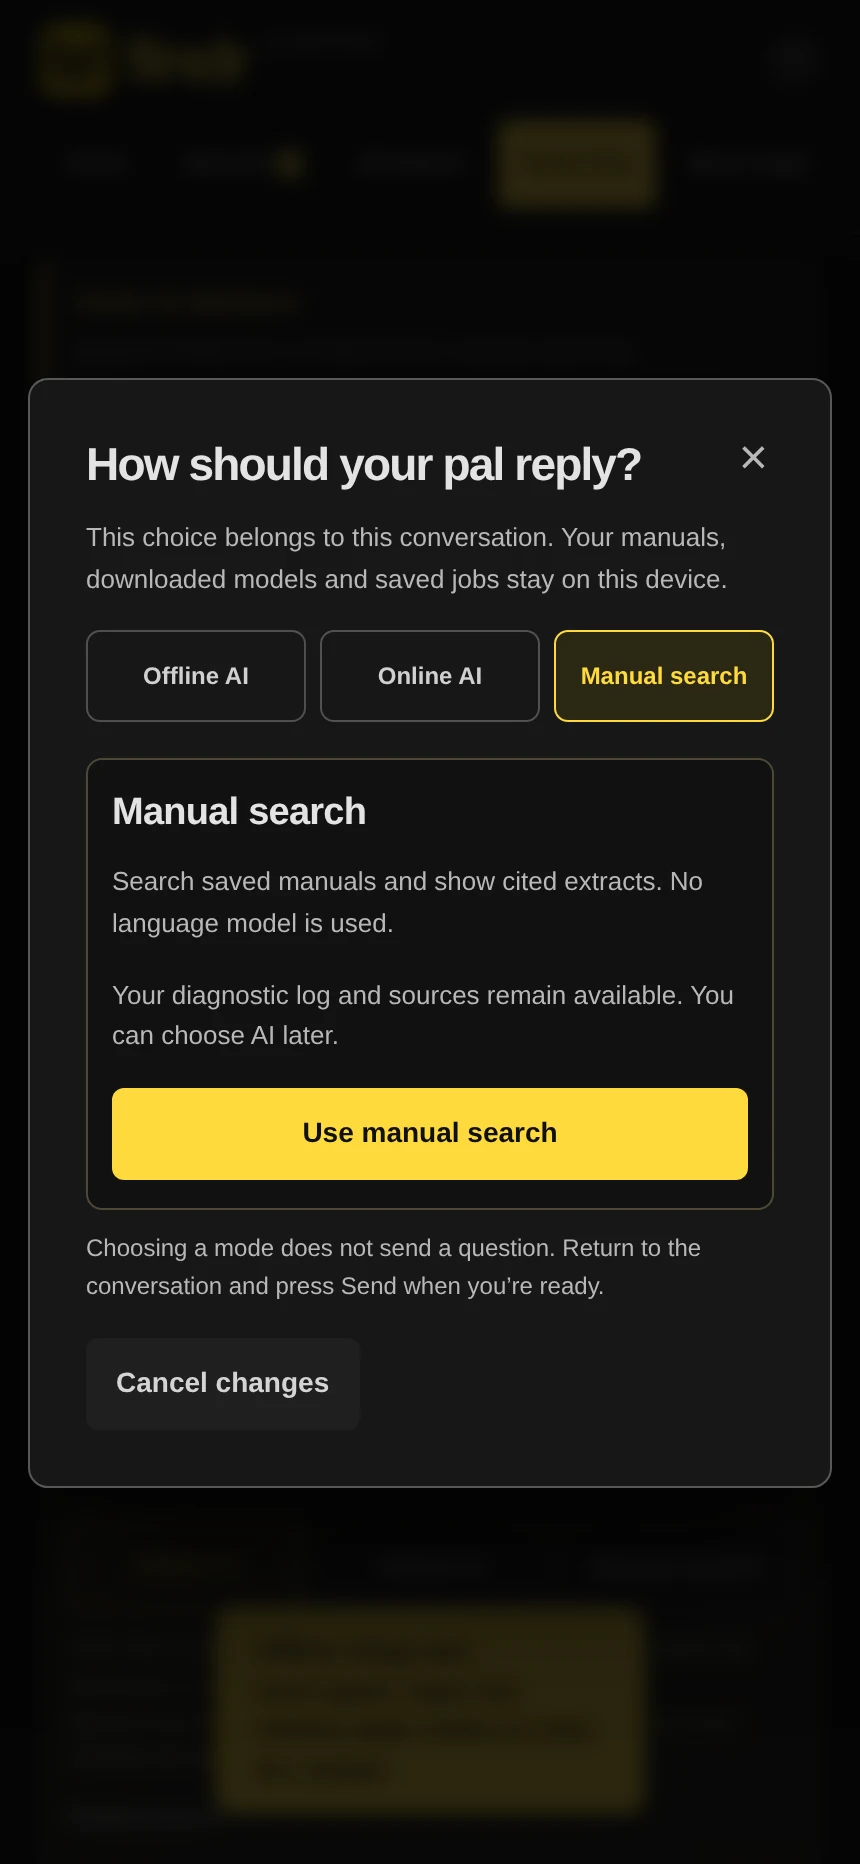 How should your pal reply?
This choice belongs to this conversation. Your manuals,
downloaded models and saved jobs stay on this device.
Offline AI
Online AI
Manual search
Manual search
Search saved manuals and show cited extracts. No
language model is used.
Your diagnostic log and sources remain available. You
can choose AI later.
Use manual search
Choosing a mode does not send a question. Return to the
conversation and press Send when you’re ready.
Cancel changes